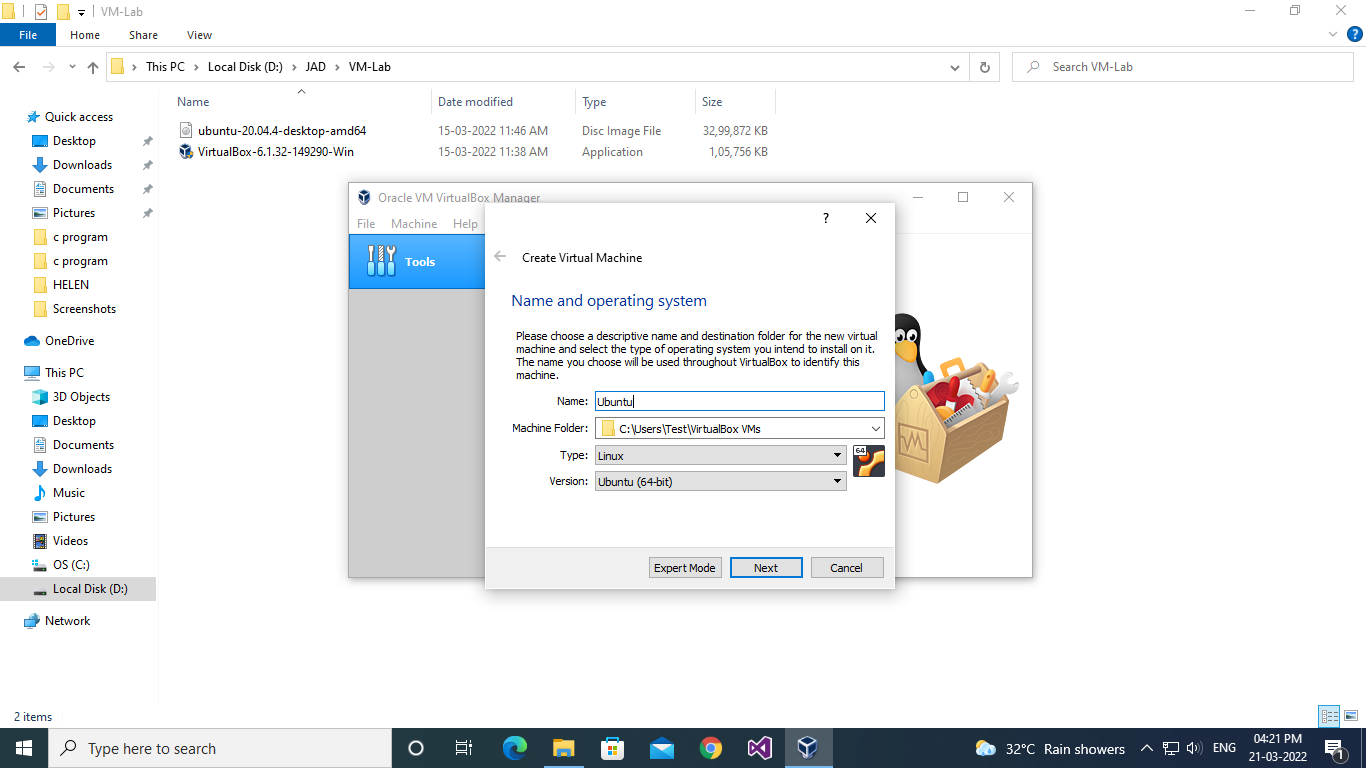 VM-Lab
File Home Share View
This PC Local Disk (D:) JAD VM-Lab
Search VM-Lab
Name Date modified Type Size
ubuntu-20.04.4-desktop-amd64 15-03-2022 11:46 AM Disc Image File 32,99,872 KB
VirtualBox-6.1.32-149290-Win 15-03-2022 11:38 AM Application 1,05,756 KB
Quick access
Desktop
Downloads
Documents
Pictures
c program
c program
HELEN
Screenshots
OneDrive
This PC
3D Objects
Desktop
Documents
Downloads
Music
Pictures
Videos
OS (C:)
Local Disk (D:)
Network
Oracle VM VirtualBox Manager
File Machine Help
Tools
?
Create Virtual Machine
Name and operating system
Please choose a descriptive name and destination folder for the new virtual
machine and select the type of operating system you intend to install on it.
The name you choose will be used throughout VirtualBox to identify this
machine.
Name: Ubuntu
Machine Folder: C:\Users\Test\VirtualBox VMs
Type: Linux
64
Version: Ubuntu (64-bit)
Expert Mode Next Cancel
2 items
Type here to search
32°C Rain showers
ENG
04:21 PM
21-03-2022
1